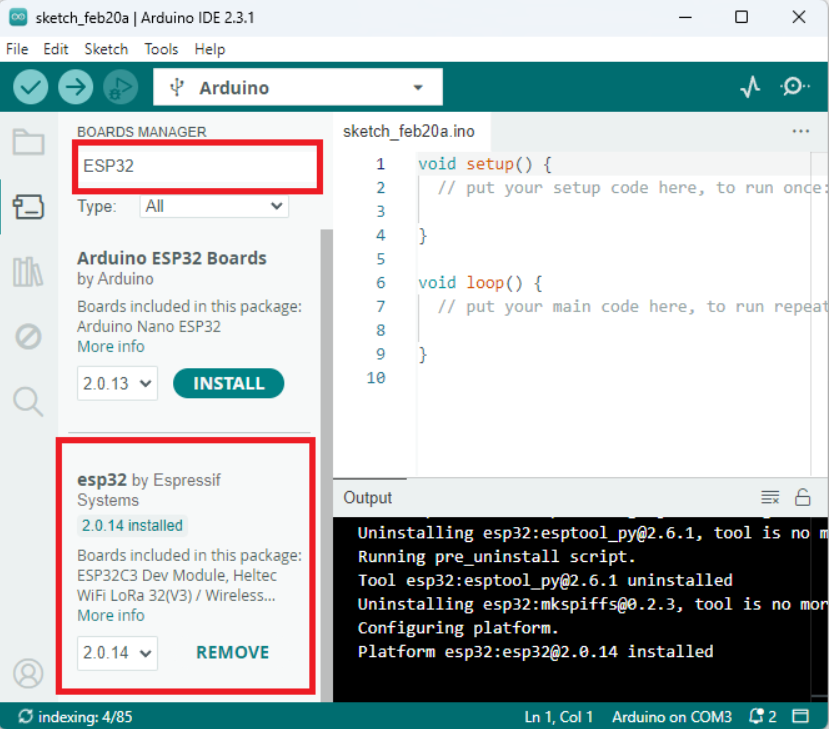 sketch_feb20a | Arduino IDE 2.3.1
File Edit Sketch Tools Help
Arduino
BOARDS MANAGER
ESP32
Type: All
Arduino ESP32 Boards
by Arduino
Boards included in this package:
Arduino Nano ESP32
More info
2.0.13 INSTALL
esp32 by Espressif
Systems
2.0.14 installed
Boards included in this package:
ESP32C3 Dev Module, Heltec
WiFi LoRa 32(V3) / Wireless...
More info
2.0.14 REMOVE
sketch_feb20a.ino
1 void setup() {
2 // put your setup code here, to run once:
3
4 }
5
6 void loop() {
7 // put your main code here, to run repeat
8
9 }
10
Output
Uninstalling esp32:esptool_py@2.6.1, tool is no m
Running pre_uninstall script.
Tool esp32:esptool_py@2.6.1 uninstalled
Uninstalling esp32:mkspiffs@0.2.3, tool is no mor
Configuring platform.
Platform esp32:esp32@2.0.14 installed
indexing: 4/85 Ln 1, Col 1 Arduino on COM3 2